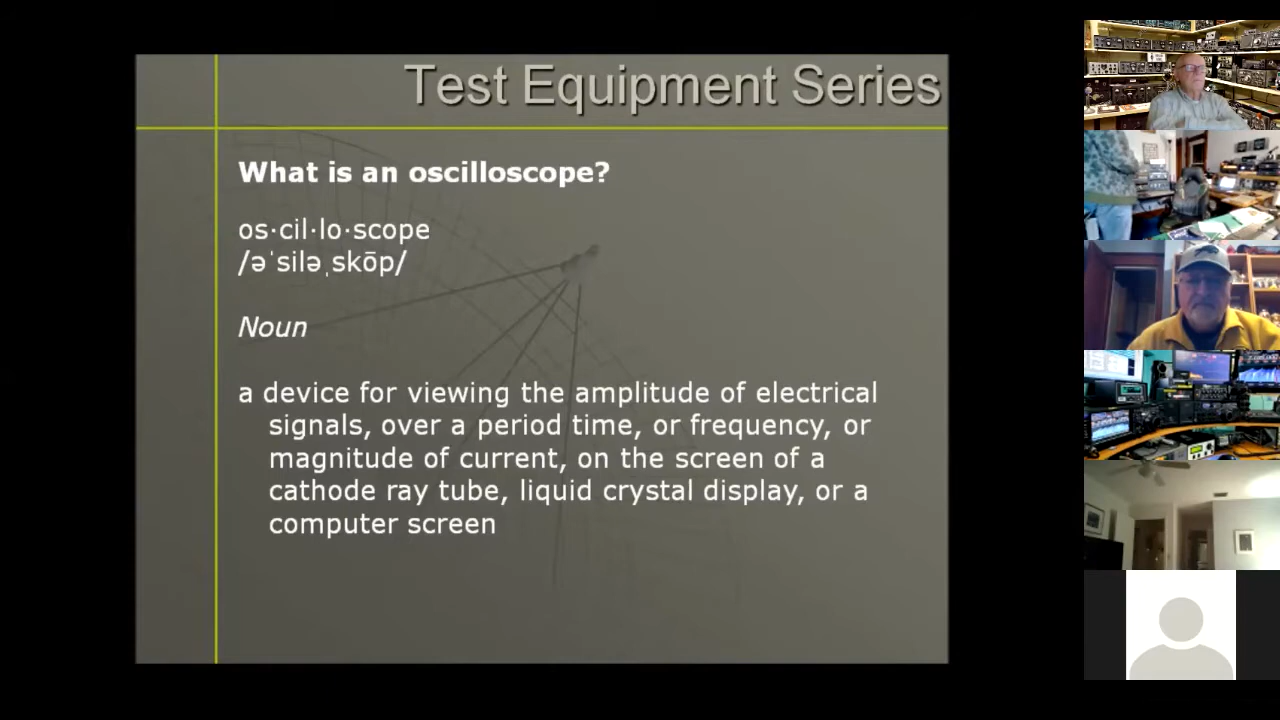 Test Equipment Series
What is an oscilloscope?
os·cil·lo·scope
/əˈsiləˌskōp/
Noun
a device for viewing the amplitude of electrical
signals, over a period time, or frequency, or
magnitude of current, on the screen of a
cathode ray tube, liquid crystal display, or a
computer screen